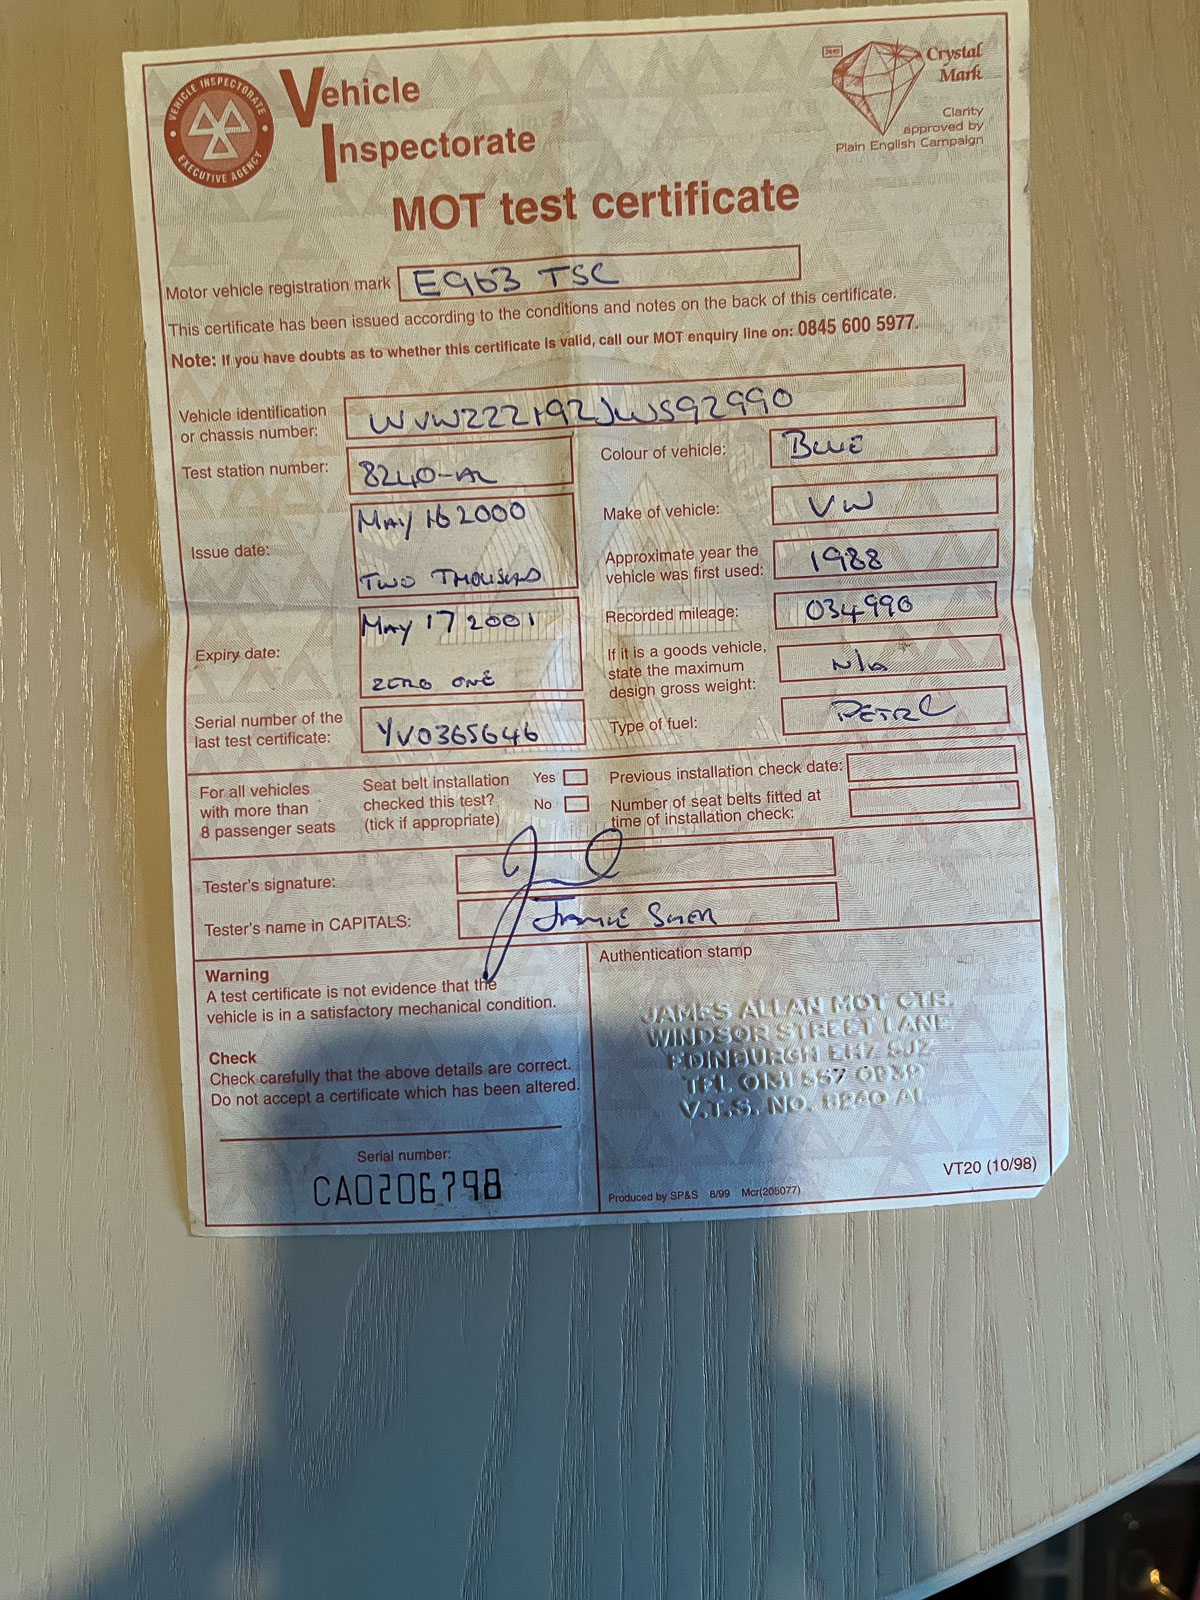 VEHICLE INSPECTORATE
EXECUTIVE AGENCY
Vehicle
Inspectorate
Crystal
Mark
Clarity
approved by
Plain English Campaign
MOT test certificate
Motor vehicle registration mark E963 TSC
This certificate has been issued according to the conditions and notes on the back of this certificate.
Note: If you have doubts as to whether this certificate is valid, call our MOT enquiry line on: 0845 600 5977.
Vehicle identification
or chassis number: WVWZZZ19ZJW592990
Test station number: 8240-AL
Colour of vehicle: BLUE
Issue date: MAY 16 2000
TWO THOUSAND
Make of vehicle: VW
Approximate year the
vehicle was first used: 1988
Expiry date: MAY 17 2001
ZERO ONE
Recorded mileage: 034990
If it is a goods vehicle,
state the maximum
design gross weight: N/A
Serial number of the
last test certificate: YV0365646
Type of fuel: PETROL
For all vehicles
with more than
8 passenger seats
Seat belt installation
checked this test?
(tick if appropriate)
Yes
No
Previous installation check date:
Number of seat belts fitted at
time of installation check:
Tester's signature:
Tester's name in CAPITALS: JAMIE
Warning
A test certificate is not evidence that the
vehicle is in a satisfactory mechanical condition.
Check
Check carefully that the above details are correct.
Do not accept a certificate which has been altered.
Serial number:
CA0206798
Authentication stamp
JAMES ALLAN MOT CTR.
WINDSOR STREET LANE
EDINBURGH EH7 5JZ
TEL 0131 557
V.T.S. NO. 8240 AL
VT20 (10/98)
Produced by SP&S 8/99 Mcr(205077)